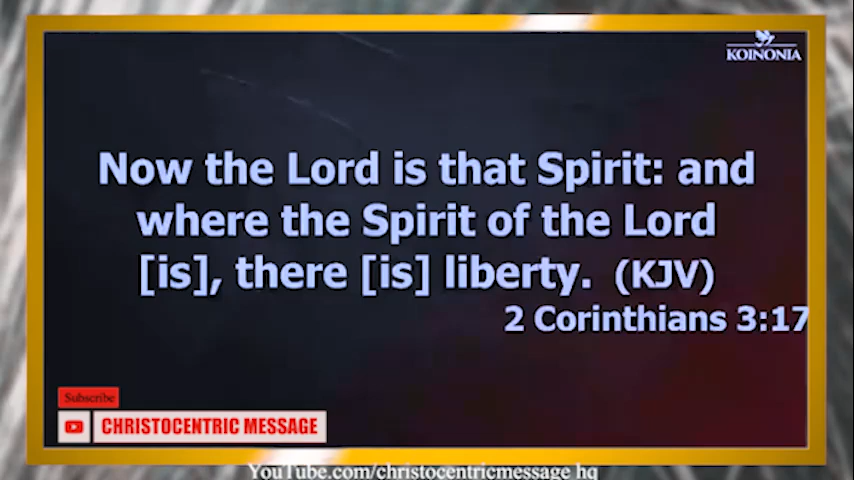 KOINONIA
Now the Lord is that Spirit: and
where the Spirit of the Lord
[is], there [is] liberty. (KJV)
2 Corinthians 3:17
Subscribe
CHRISTOCENTRIC MESSAGE
YouTube.com/christocentricmessage hq